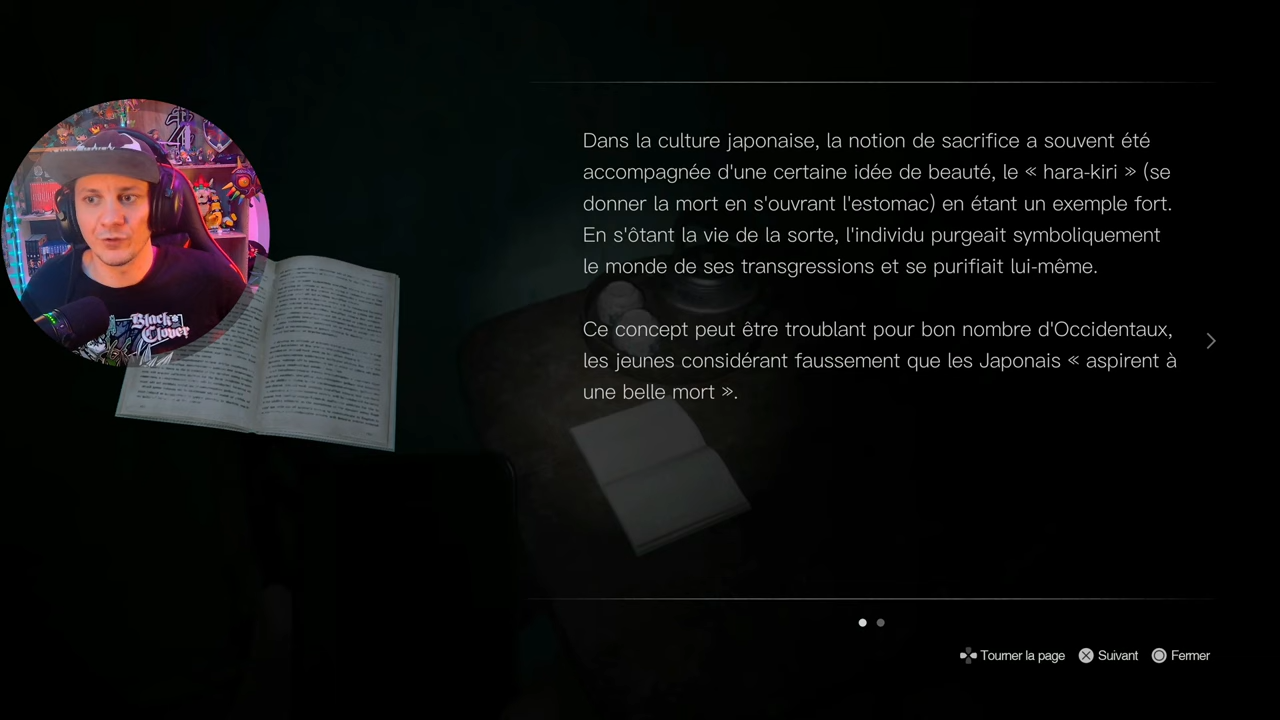 Dans la culture japonaise, la notion de sacrifice a souvent été
accompagnée d'une certaine idée de beauté, le « hara-kiri » (se
donner la mort en s'ouvrant l'estomac) en étant un exemple fort.
En s'ôtant la vie de la sorte, l'individu purgeait symboliquement
le monde de ses transgressions et se purifiait lui-même.
Ce concept peut être troublant pour bon nombre d'Occidentaux,
les jeunes considérant faussement que les Japonais « aspirent à
une belle mort ».
Tourner la page Suivant Fermer
Black
Clover